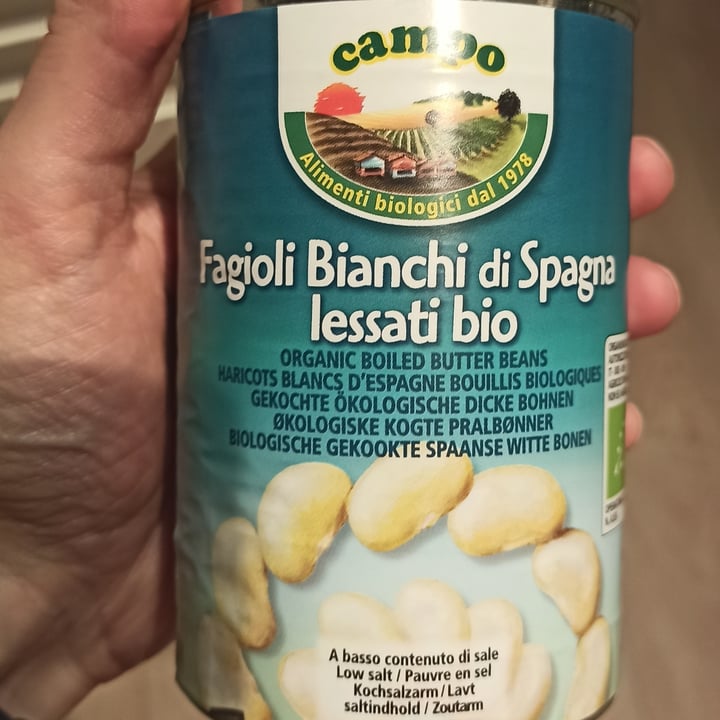 campo
Alimenti biologici dal 1978
Fagioli Bianchi di Spagna
lessati bio
ORGANIC BOILED BUTTER BEANS
HARICOTS BLANCS D'ESPAGNE BOUILLIS BIOLOGIQUES
GEKOCHTE ÖKOLOGISCHE DICKE BOHNEN
ØKOLOGISKE KOGTE PRALBØNNER
BIOLOGISCHE GEKOOKTE SPAANSE WITTE BONEN
A basso contenuto di sale
Low salt / Pauvre en sel
Kochsalzarm / Lavt
saltindhold / Zoutarm